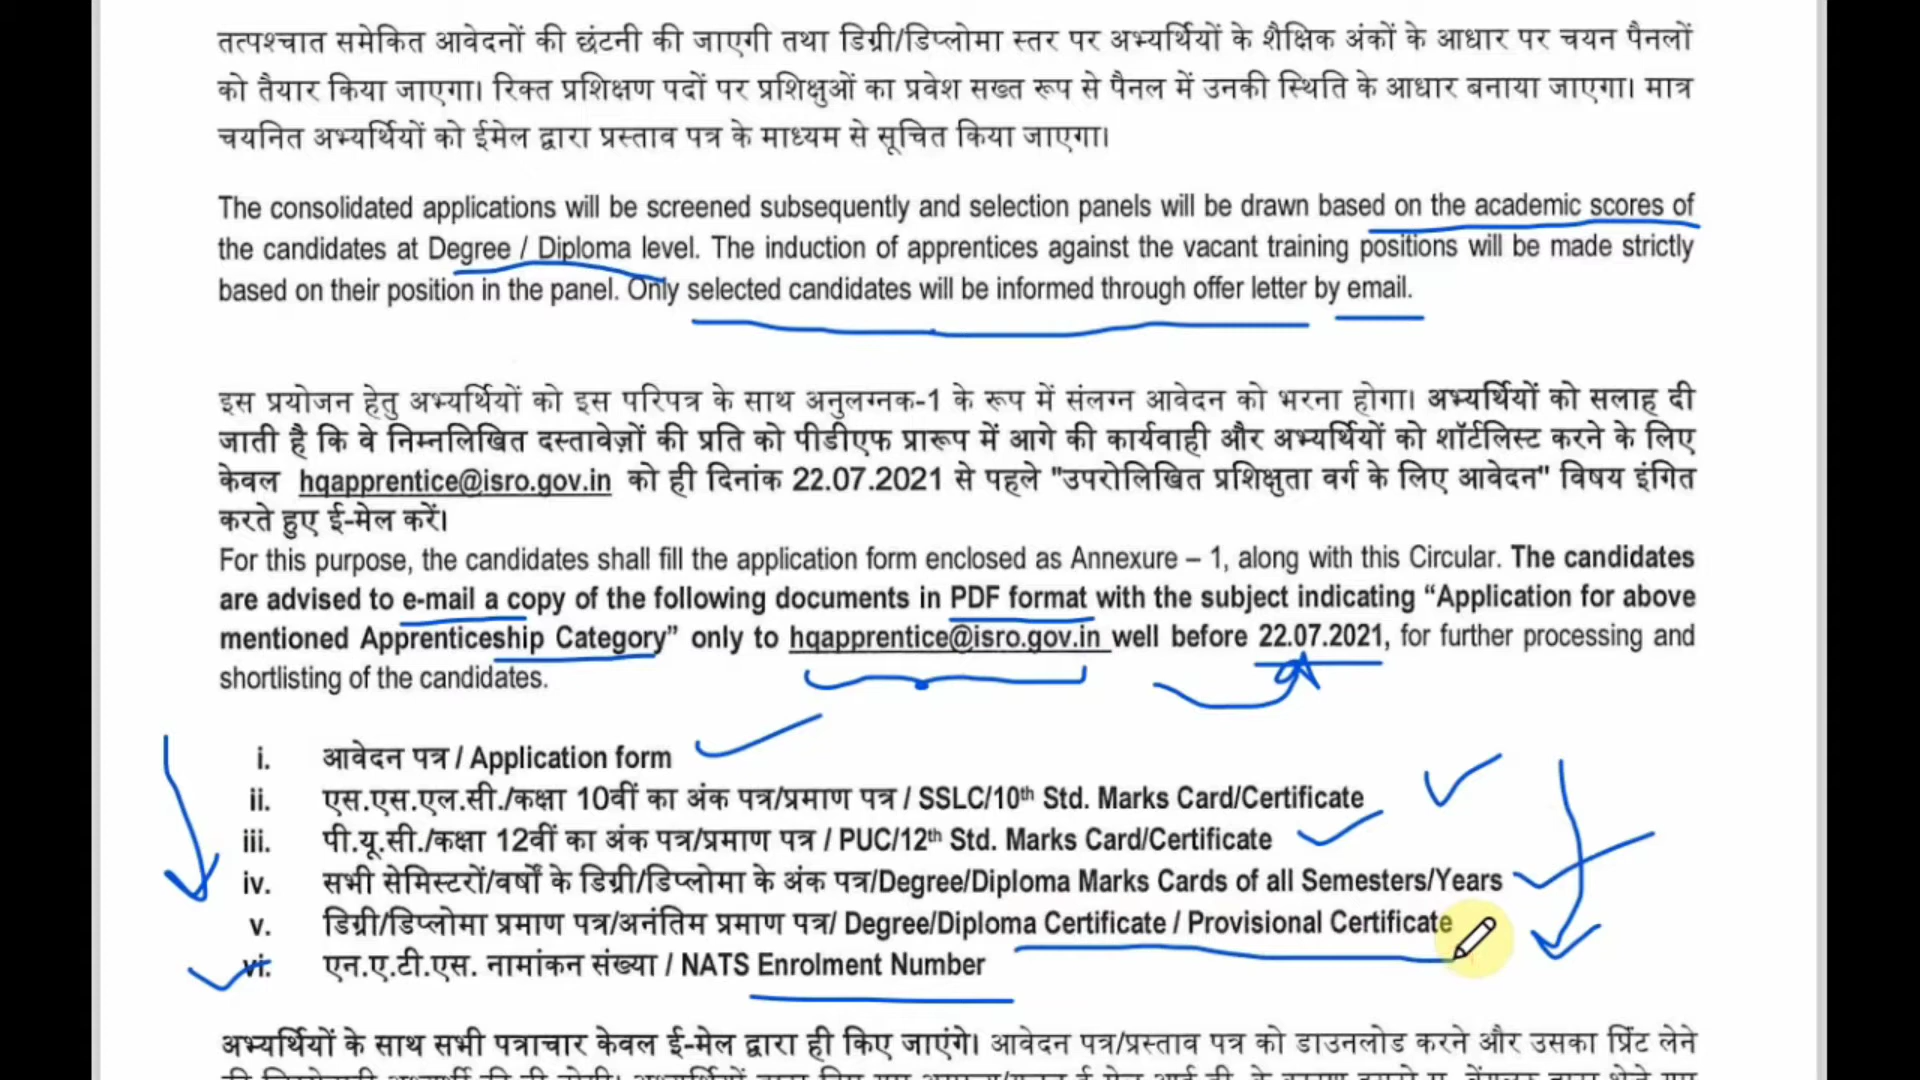 तत्पश्चात समेकित आवेदनों की छंटनी की जाएगी तथा डिग्री/डिप्लोमा स्तर पर अभ्यर्थियों के शैक्षिक अंकों के आधार पर चयन पैनलों
को तैयार किया जाएगा। रिक्त प्रशिक्षण पदों पर प्रशिक्षुओं का प्रवेश सख्त रूप से पैनल में उनकी स्थिति के आधार बनाया जाएगा। मात्र
चयनित अभ्यर्थियों को ईमेल द्वारा प्रस्ताव पत्र के माध्यम से सूचित किया जाएगा।
The consolidated applications will be screened subsequently and selection panels will be drawn based on the academic scores of
the candidates at Degree / Diploma level. The induction of apprentices against the vacant training positions will be made strictly
based on their position in the panel. Only selected candidates will be informed through offer letter by email.
इस प्रयोजन हेतु अभ्यर्थियों को इस परिपत्र के साथ अनुलग्नक-1 के रूप में संलग्न आवेदन को भरना होगा। अभ्यर्थियों को सलाह दी
जाती है कि वे निम्नलिखित दस्तावेज़ों की प्रति को पीडीएफ प्रारूप में आगे की कार्यवाही और अभ्यर्थियों को शॉर्टलिस्ट करने के लिए
केवल hqapprentice@isro.gov.in को ही दिनांक 22.07.2021 से पहले "उपरोलिखित प्रशिक्षुता वर्ग के लिए आवेदन" विषय इंगित
करते हुए ई-मेल करें।
For this purpose, the candidates shall fill the application form enclosed as Annexure – 1, along with this Circular. The candidates
are advised to e-mail a copy of the following documents in PDF format with the subject indicating “Application for above
mentioned Apprenticeship Category” only to hqapprentice@isro.gov.in well before 22.07.2021, for further processing and
shortlisting of the candidates.
i. आवेदन पत्र / Application form
ii. एस.एस.एल.सी./कक्षा 10वीं का अंक पत्र/प्रमाण पत्र / SSLC/10th Std. Marks Card/Certificate
iii. पी.यू.सी./कक्षा 12वीं का अंक पत्र/प्रमाण पत्र / PUC/12th Std. Marks Card/Certificate
iv. सभी सेमिस्टरों/वर्षों के डिग्री/डिप्लोमा के अंक पत्र/Degree/Diploma Marks Cards of all Semesters/Years
v. डिग्री/डिप्लोमा प्रमाण पत्र/अनंतिम प्रमाण पत्र/ Degree/Diploma Certificate / Provisional Certificate
vi. एन.ए.टी.एस. नामांकन संख्या / NATS Enrolment Number
अभ्यर्थियों के साथ सभी पत्राचार केवल ई-मेल द्वारा ही किए जाएंगे। आवेदन पत्र/प्रस्ताव पत्र को डाउनलोड करने और उसका प्रिंट लेने